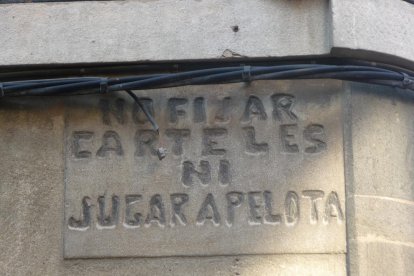 NO FIJAR
CARTELES
NI
JUGAR A PELOTA